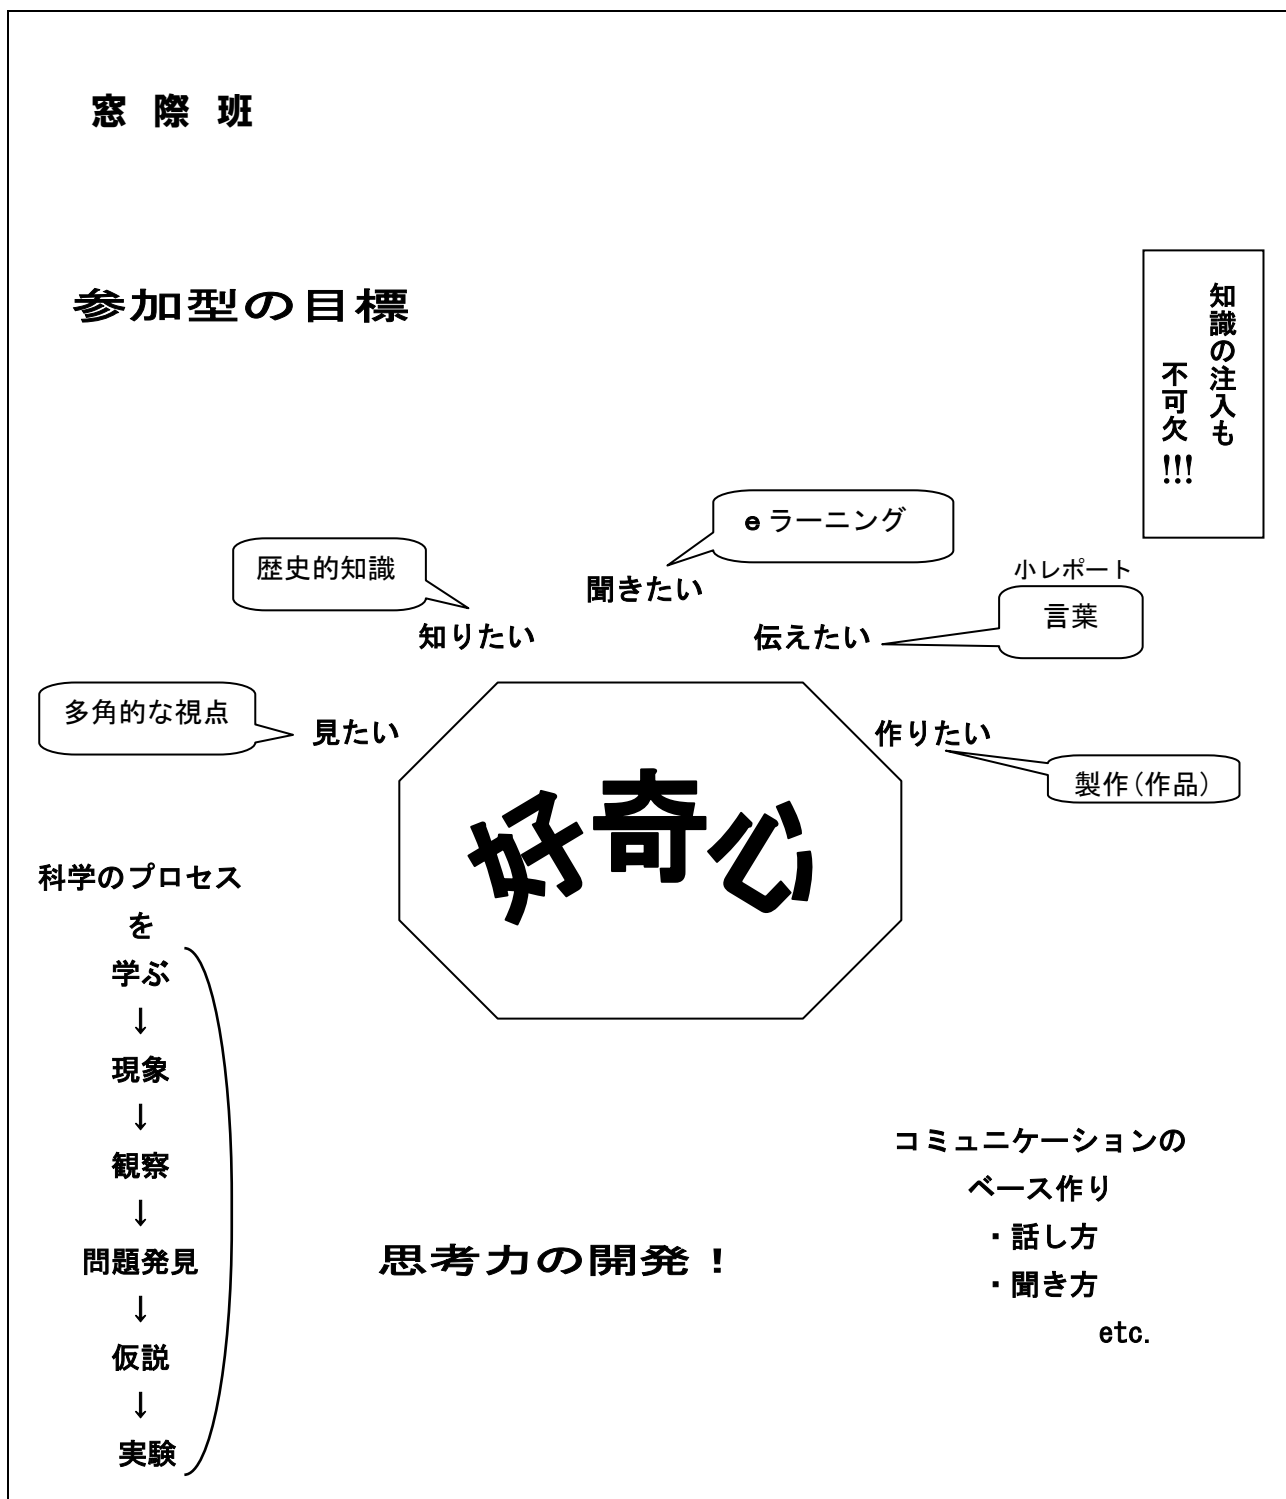 窓 際 班
参加型の目標
知識の注入も
不可欠 !!!
e ラーニング
歴史的知識
聞きたい
小レポート
言葉
知りたい
伝えたい
多角的な視点
見たい
作りたい
製作(作品)
好奇心
科学のプロセス
を
学ぶ
↓
現象
↓
観察
↓
問題発見
↓
仮説
↓
実験
思考力の開発!
コミュニケーションの
ベース作り
・話し方
・聞き方
etc.